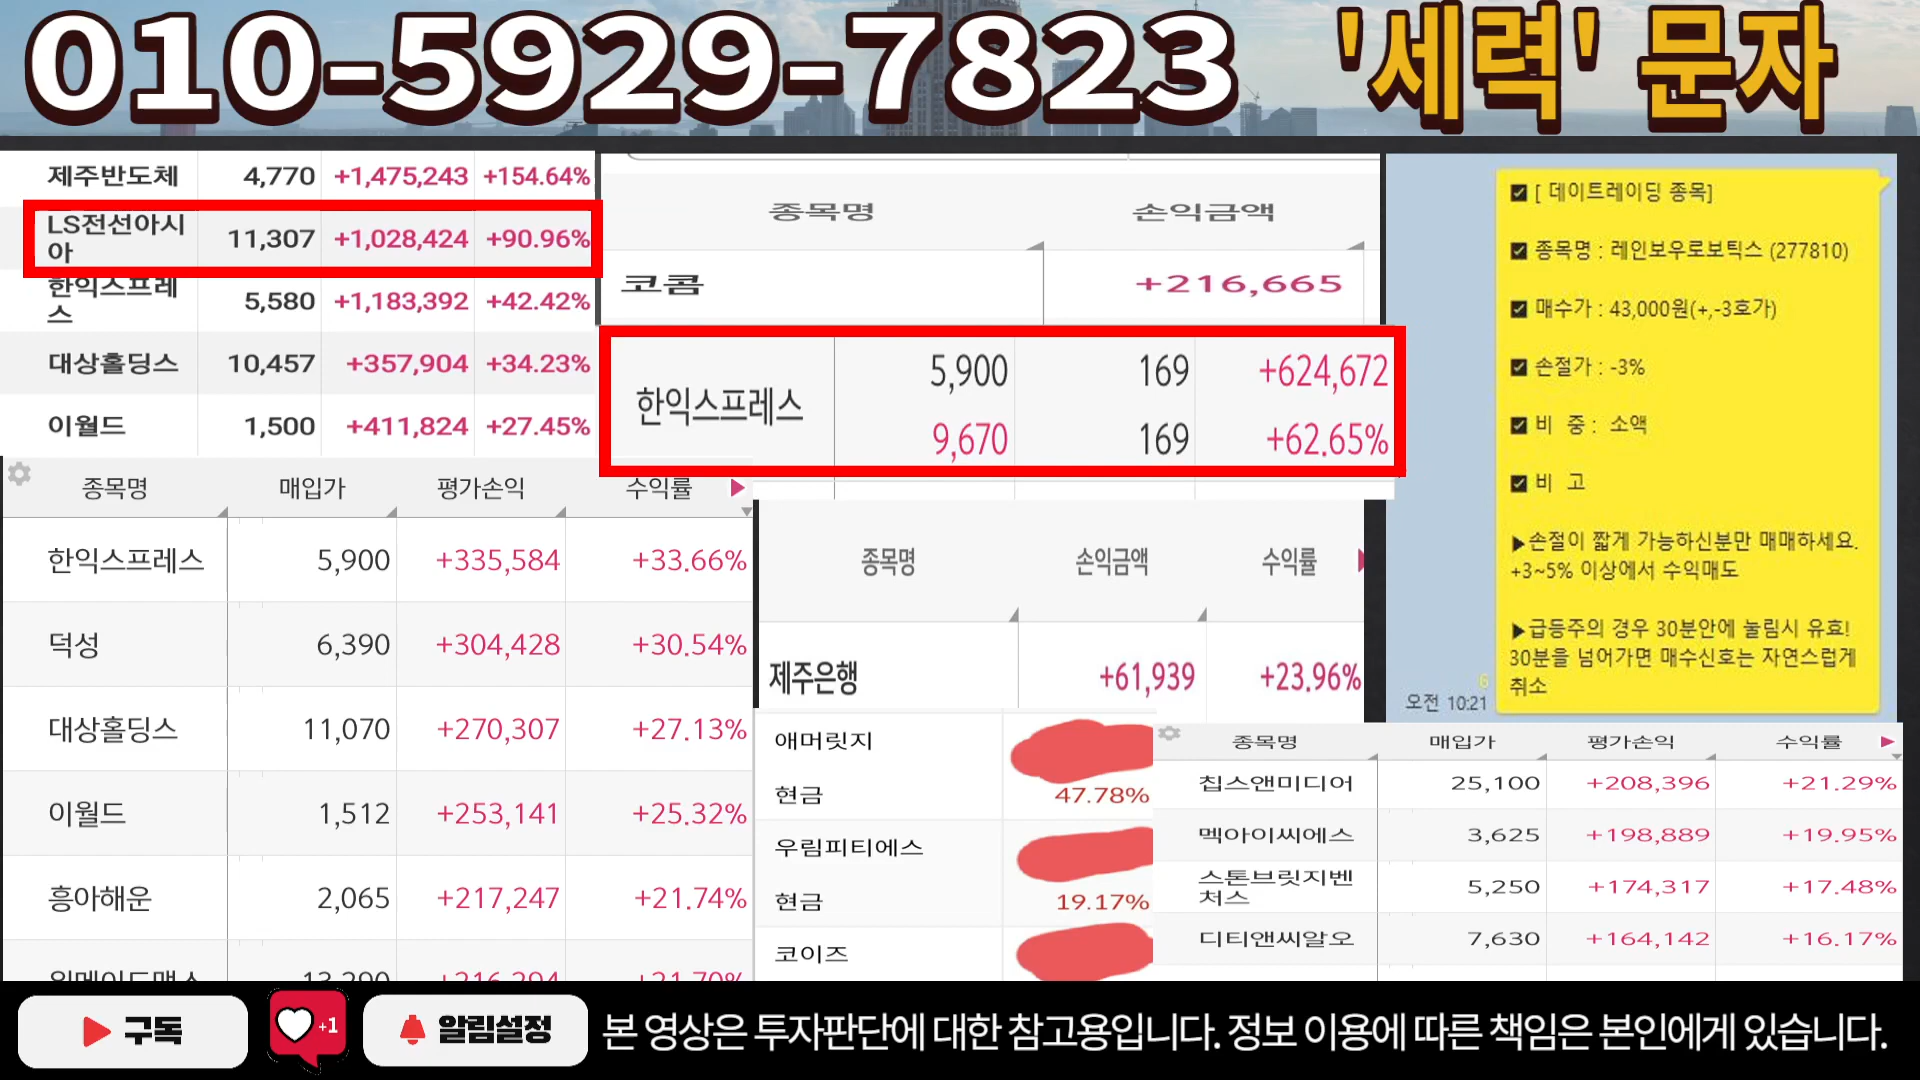 010-5929-7823 '세력' 문자
제주반도체 4,770 +1,475,243 +154.64%
LS전선아시아 11,307 +1,028,424 +90.96%
한익스프레스 5,580 +1,183,392 +42.42%
대상홀딩스 10,457 +357,904 +34.23%
이월드 1,500 +411,824 +27.45%
종목명 손익금액
코콤 +216,665
한익스프레스 5,900 169 +624,672
9,670 169 +62.65%
[ 데이트레이딩 종목]
종목명 : 레인보우로보틱스 (277810)
매수가 : 43,000원(+,-3호가)
손절가 : -3%
비 중 : 소액
비 고
▶손절이 짧게 가능하신분만 매매하세요.
+3~5% 이상에서 수익매도
▶급등주의 경우 30분안에 눌림시 유효!
30분을 넘어가면 매수신호는 자연스럽게
취소
6
오전 10:21
종목명 매입가 평가손익 수익률
한익스프레스 5,900 +335,584 +33.66%
덕성 6,390 +304,428 +30.54%
대상홀딩스 11,070 +270,307 +27.13%
이월드 1,512 +253,141 +25.32%
흥아해운 2,065 +217,247 +21.74%
종목명 손익금액 수익률
제주은행 +61,939 +23.96%
애머릿지
현금 47.78%
우림피티에스
현금 19.17%
코이즈
종목명 매입가 평가손익 수익률
칩스앤미디어 25,100 +208,396 +21.29%
멕아이씨에스 3,625 +198,889 +19.95%
스톤브릿지벤처스 5,250 +174,317 +17.48%
디티앤씨알오 7,630 +164,142 +16.17%
구독 +1 알림설정 본 영상은 투자판단에 대한 참고용입니다. 정보 이용에 따른 책임은 본인에게 있습니다.